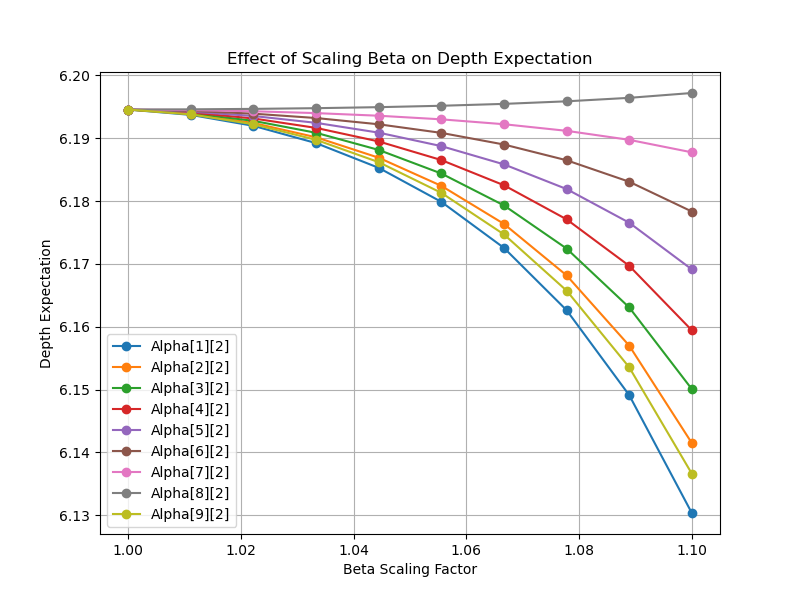 Effect of Scaling Beta on Depth Expectation
Depth Expectation
6.20
6.19
6.18
6.17
6.16
6.15
6.14
6.13
Alpha[1][2]
Alpha[2][2]
Alpha[3][2]
Alpha[4][2]
Alpha[5][2]
Alpha[6][2]
Alpha[7][2]
Alpha[8][2]
Alpha[9][2]
1.00 1.02 1.04 1.06 1.08 1.10
Beta Scaling Factor